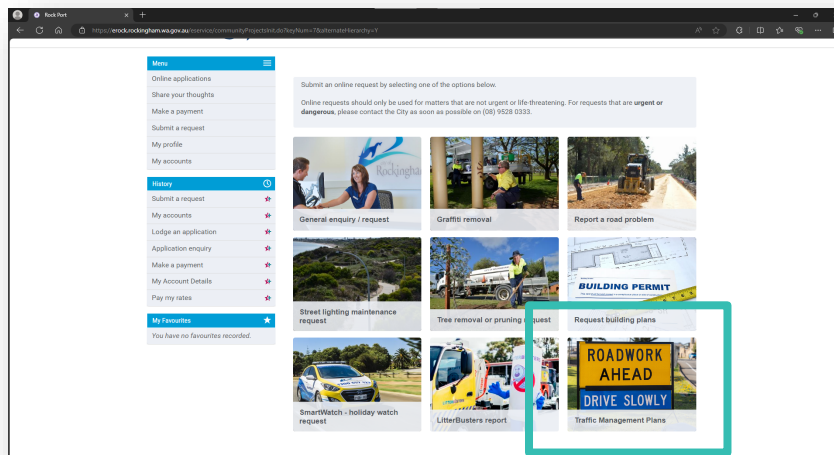 Rock Port
https://erock.rockingham.wa.gov.au/eservice/communityProjectsInit.do?keyNum=7&alternateHierarchy=Y
Menu
Online applications
Share your thoughts
Make a payment
Submit a request
My profile
My accounts
History
Submit a request
My accounts
Lodge an application
Application enquiry
Make a payment
My Account Details
Pay my rates
My Favourites
You have no favourites recorded.
Submit an online request by selecting one of the options below.
Online requests should only be used for matters that are not urgent or life-threatening. For requests that are urgent or
dangerous, please contact the City as soon as possible on (08) 9528 0333.
Rockingha
General enquiry / request
Graffiti removal
Report a road problem
Street lighting maintenance
request
Tree removal or pruning request
BUILDING PERMIT
Request building plans
SmartWatch - holiday watch
request
LitterBusters report
ROADWORK
AHEAD
DRIVE SLOWLY
Traffic Management Plans